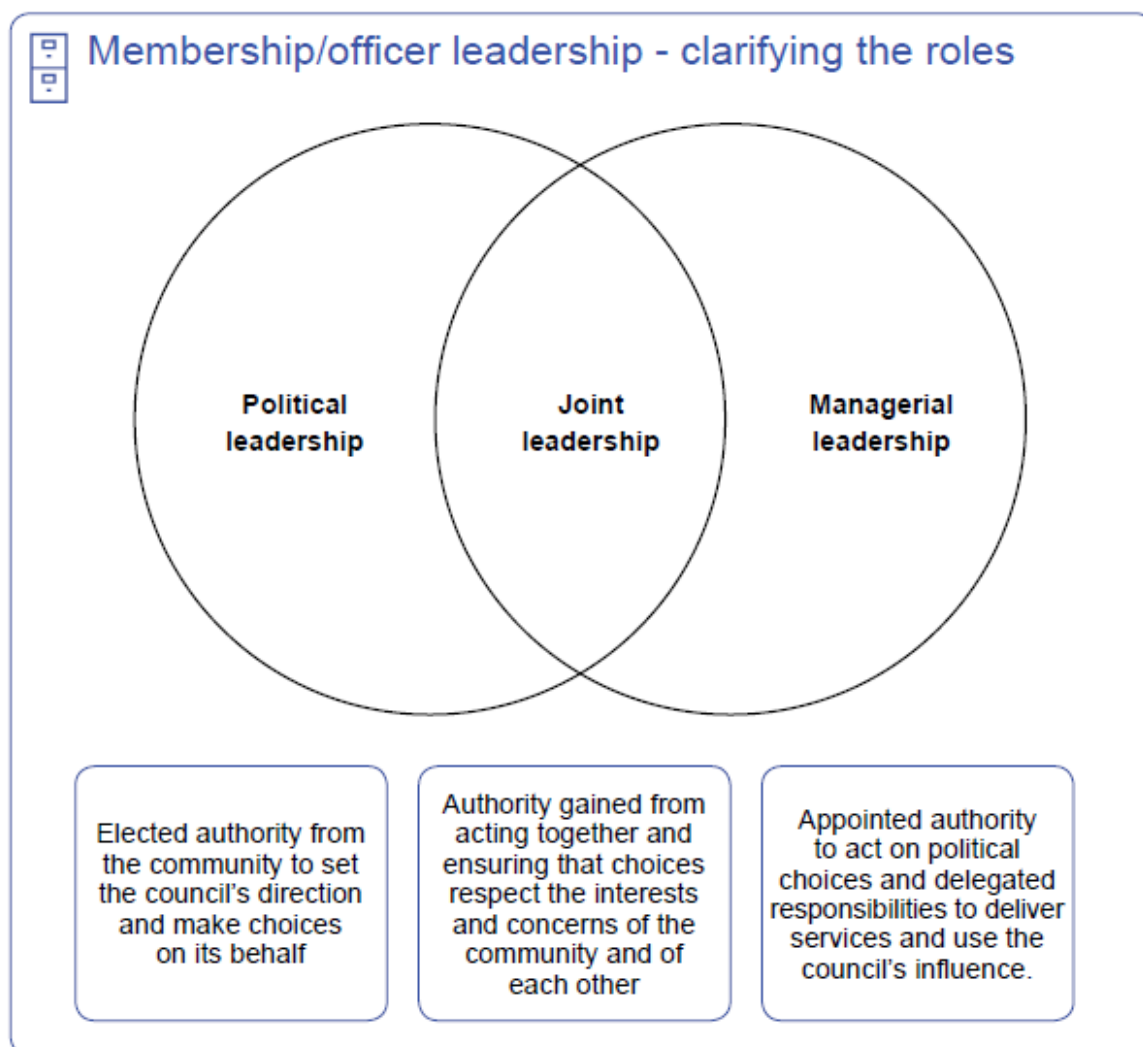 Membership/officer leadership - clarifying the roles
Political
leadership
Joint
leadership
Managerial
leadership
Elected authority from
the community to set
the council's direction
and make choices
on its behalf
Authority gained from
acting together and
ensuring that choices
respect the interests
and concerns of the
community and of
each other
Appointed authority
to act on political
choices and delegated
responsibilities to deliver
services and use the
council's influence.